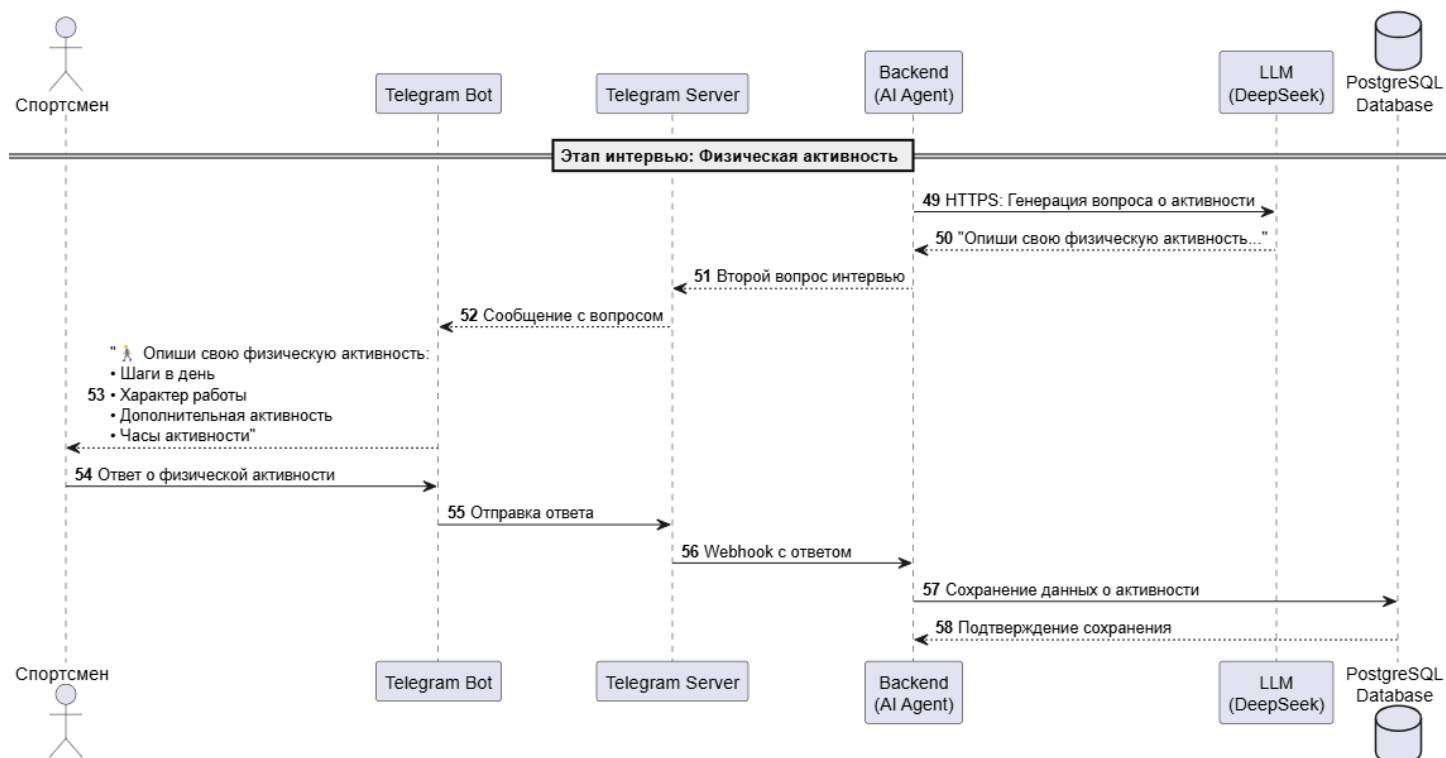 Спортсмен
Telegram Bot
Telegram Server
Backend
(AI Agent)
LLM
(DeepSeek)
PostgreSQL
Database
Этап интервью: Физическая активность
49 HTTPS: Генерация вопроса о активности
50 "Опиши свою физическую активность..."
51 Второй вопрос интервью
52 Сообщение с вопросом
"🚶 Опиши свою физическую активность:
• Шаги в день
53 • Характер работы
• Дополнительная активность
• Часы активности"
54 Ответ о физической активности
55 Отправка ответа
56 Webhook с ответом
57 Сохранение данных о активности
58 Подтверждение сохранения
Спортсмен
Telegram Bot
Telegram Server
Backend
(AI Agent)
LLM
(DeepSeek)
PostgreSQL
Database